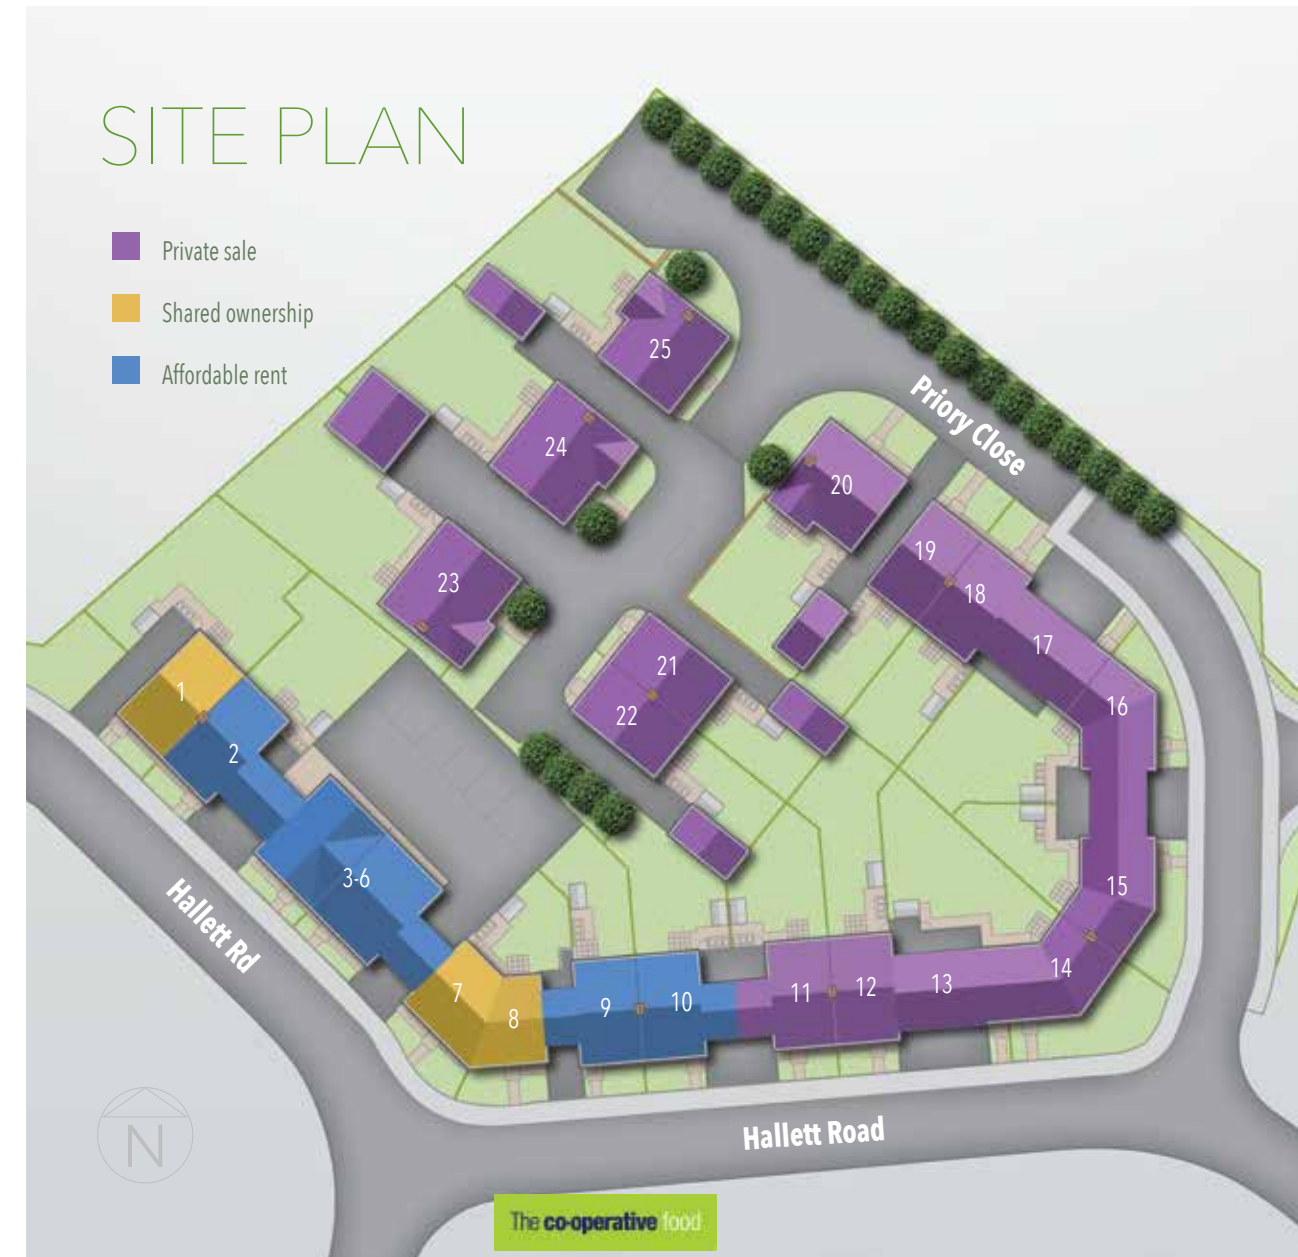 SITE PLAN
Private sale
Shared ownership
Affordable rent
25
24
20
23
19
18
17
21
22
16
1
2
3-6
15
7
8
9
10
11
12
13
14
Priory Close
Hallett Rd
Hallett Road
N
The co-operative food